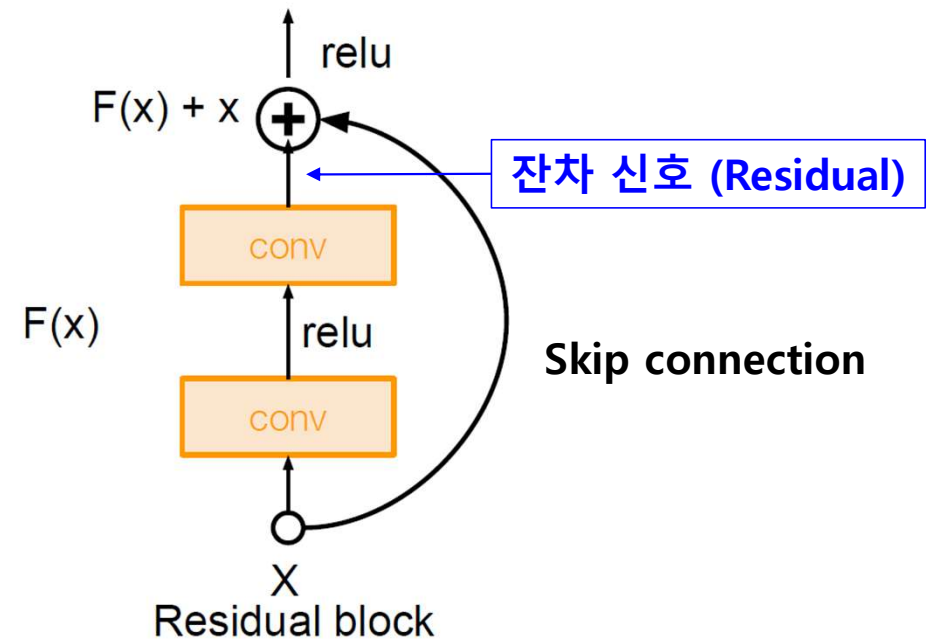 relu
F(x) + x
+
잔차 신호 (Residual)
conv
F(x)
relu
Skip connection
conv
X
Residual block